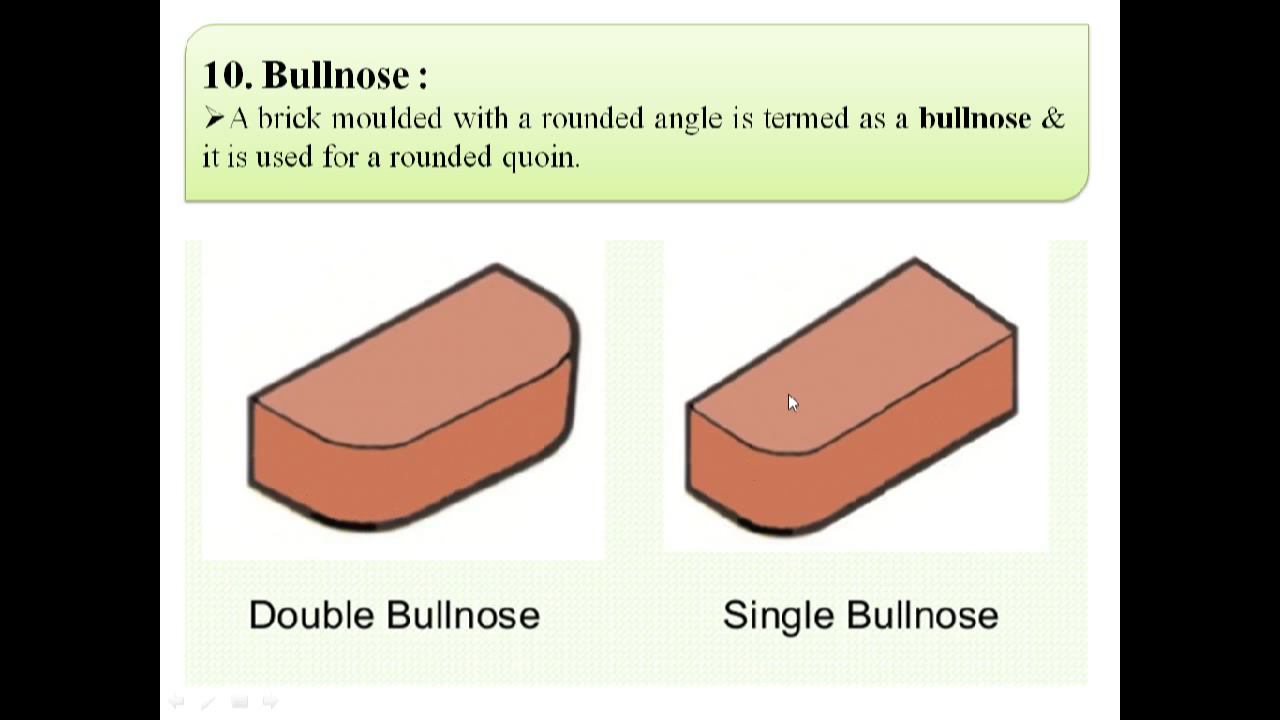 10. Bullnose :
➢A brick moulded with a rounded angle is termed as a bullnose &
it is used for a rounded quoin.
Double Bullnose
Single Bullnose